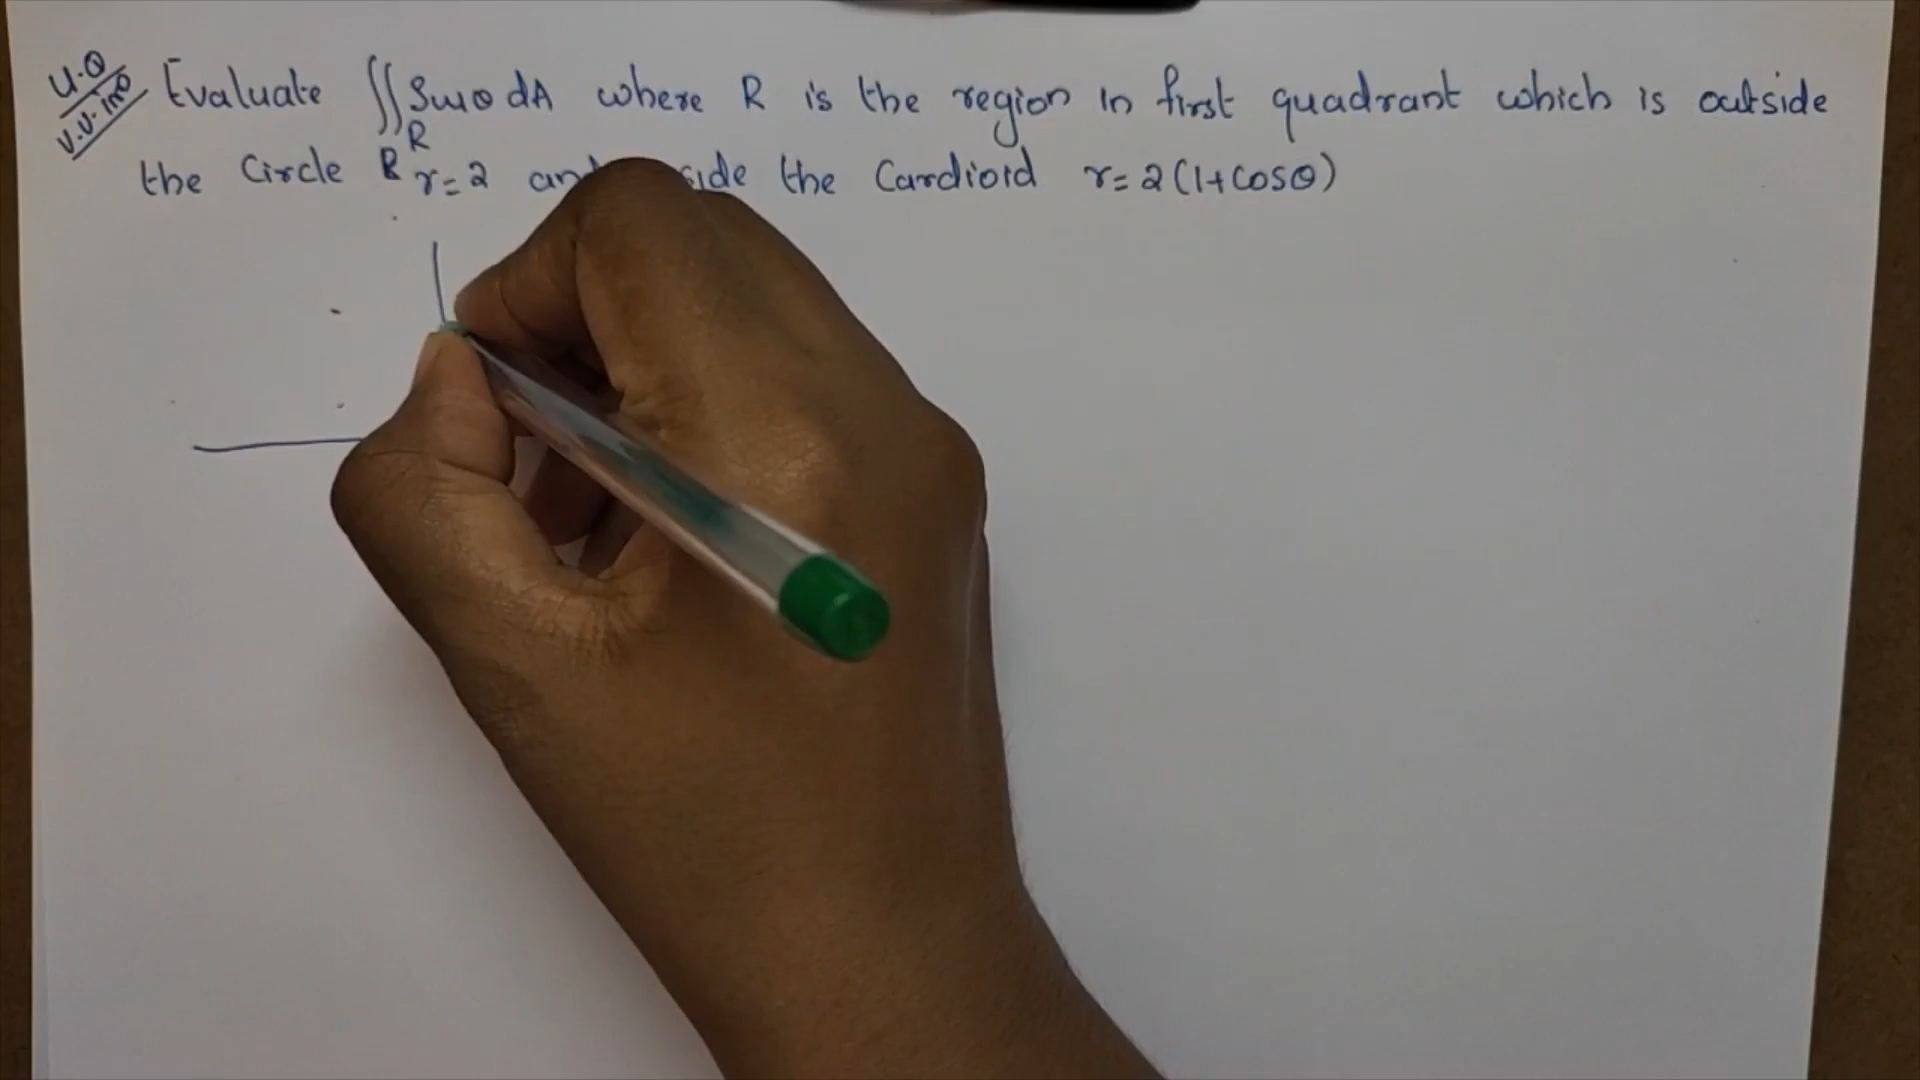 U.Q
V.V.Imp
Evaluate ∬ Sinθ dA where R is the region in first quadrant which is outside
R
the Circle r=2 and side the Cardioid r=2(1+Cosθ)